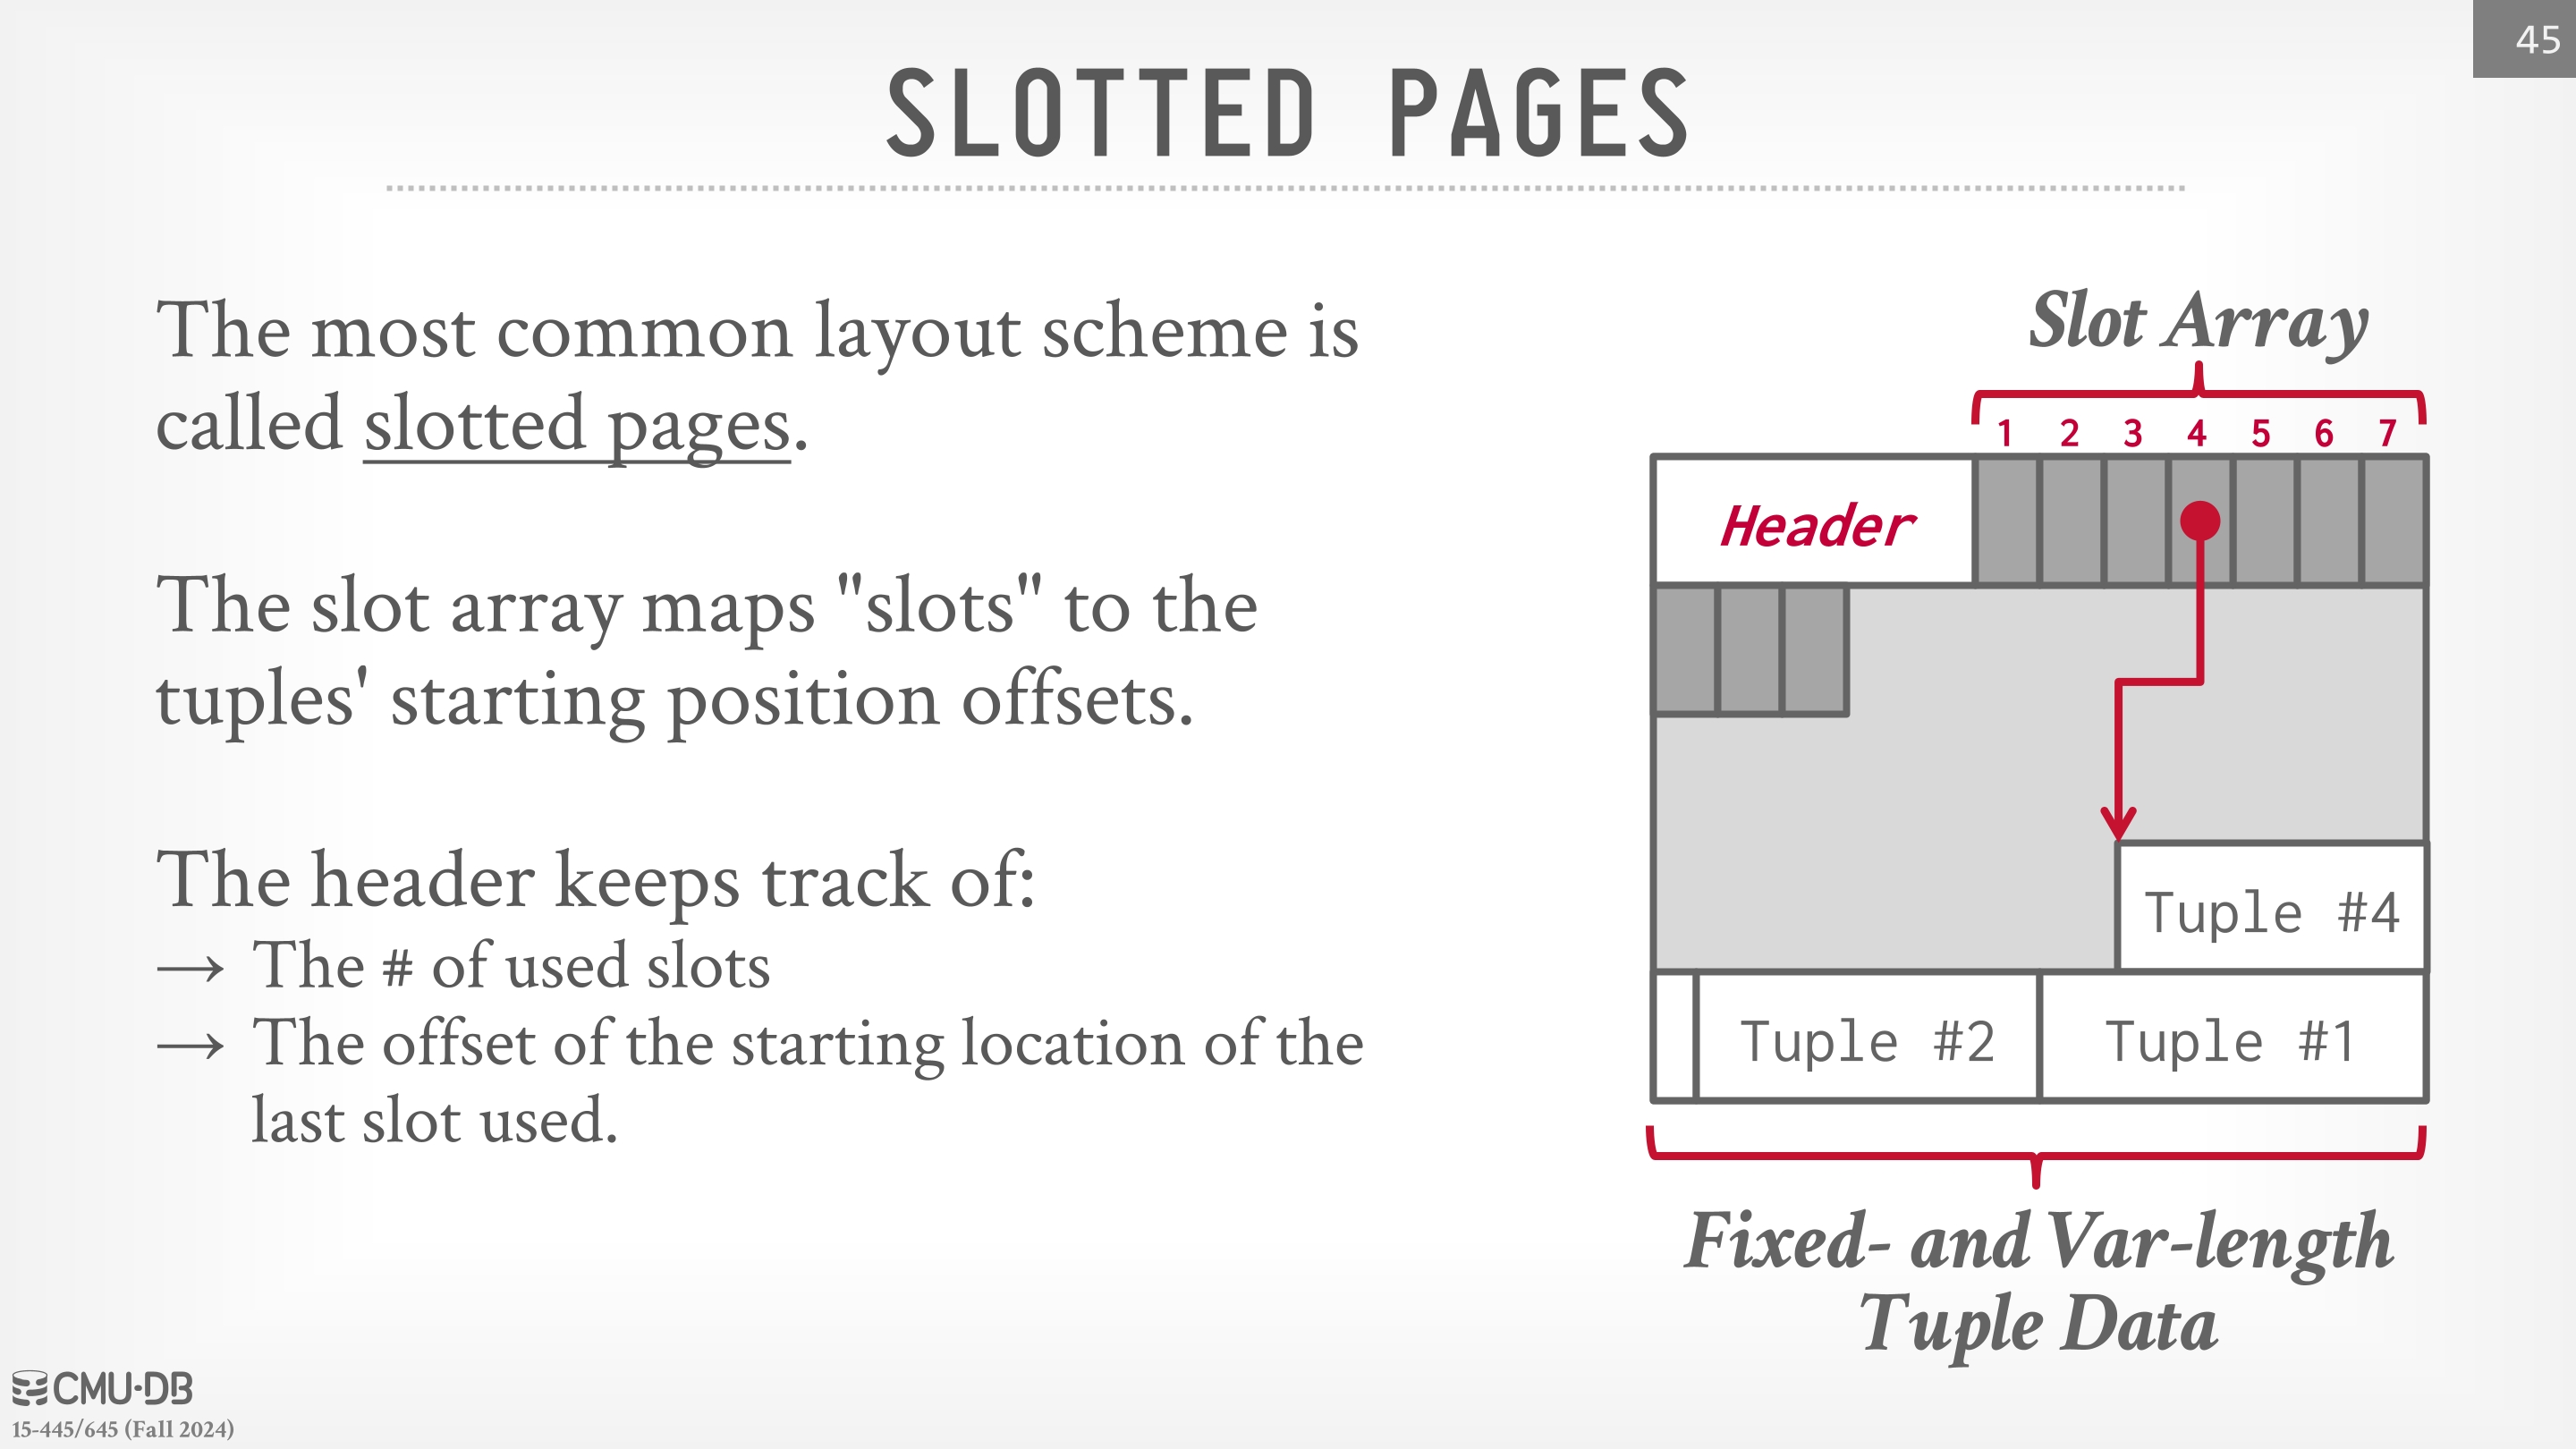 45
SLOTTED PAGES
The most common layout scheme is
called slotted pages.
The slot array maps "slots" to the
tuples' starting position offsets.
The header keeps track of:
→ The # of used slots
→ The offset of the starting location of the
last slot used.
Slot Array
1 2 3 4 5 6 7
Header
Tuple #4
Tuple #2 Tuple #1
Fixed- and Var-length
Tuple Data
CMU·DB
15-445/645 (Fall 2024)